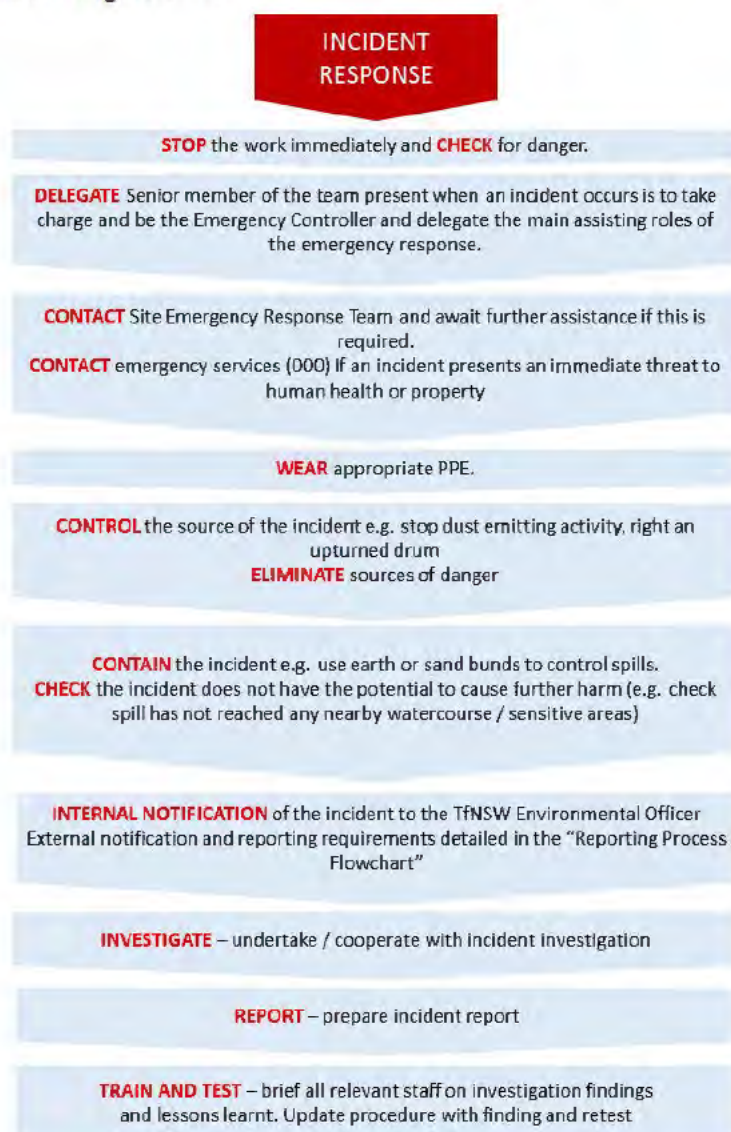 INCIDENT
RESPONSE
STOP the work immediately and CHECK for danger.
DELEGATE Senior member of the team present when an incident occurs is to take
charge and be the Emergency Controller and delegate the main assisting roles of
the emergency response.
CONTACT Site Emergency Response Team and await further assistance if this is
required.
CONTACT emergency services (000) If an incident presents an immediate threat to
human health or property
WEAR appropriate PPE.
CONTROL the source of the incident e.g. stop dust emitting activity, right an
upturned drum
ELIMINATE sources of danger
CONTAIN the incident e.g. use earth or sand bunds to control spills.
CHECK the incident does not have the potential to cause further harm (e.g. check
spill has not reached any nearby watercourse / sensitive areas)
INTERNAL NOTIFICATION of the incident to the TfNSW Environmental Officer
External notification and reporting requirements detailed in the "Reporting Process
Flowchart"
INVESTIGATE – undertake / cooperate with incident investigation
REPORT – prepare incident report
TRAIN AND TEST – brief all relevant staff on investigation findings
and lessons learnt. Update procedure with finding and retest